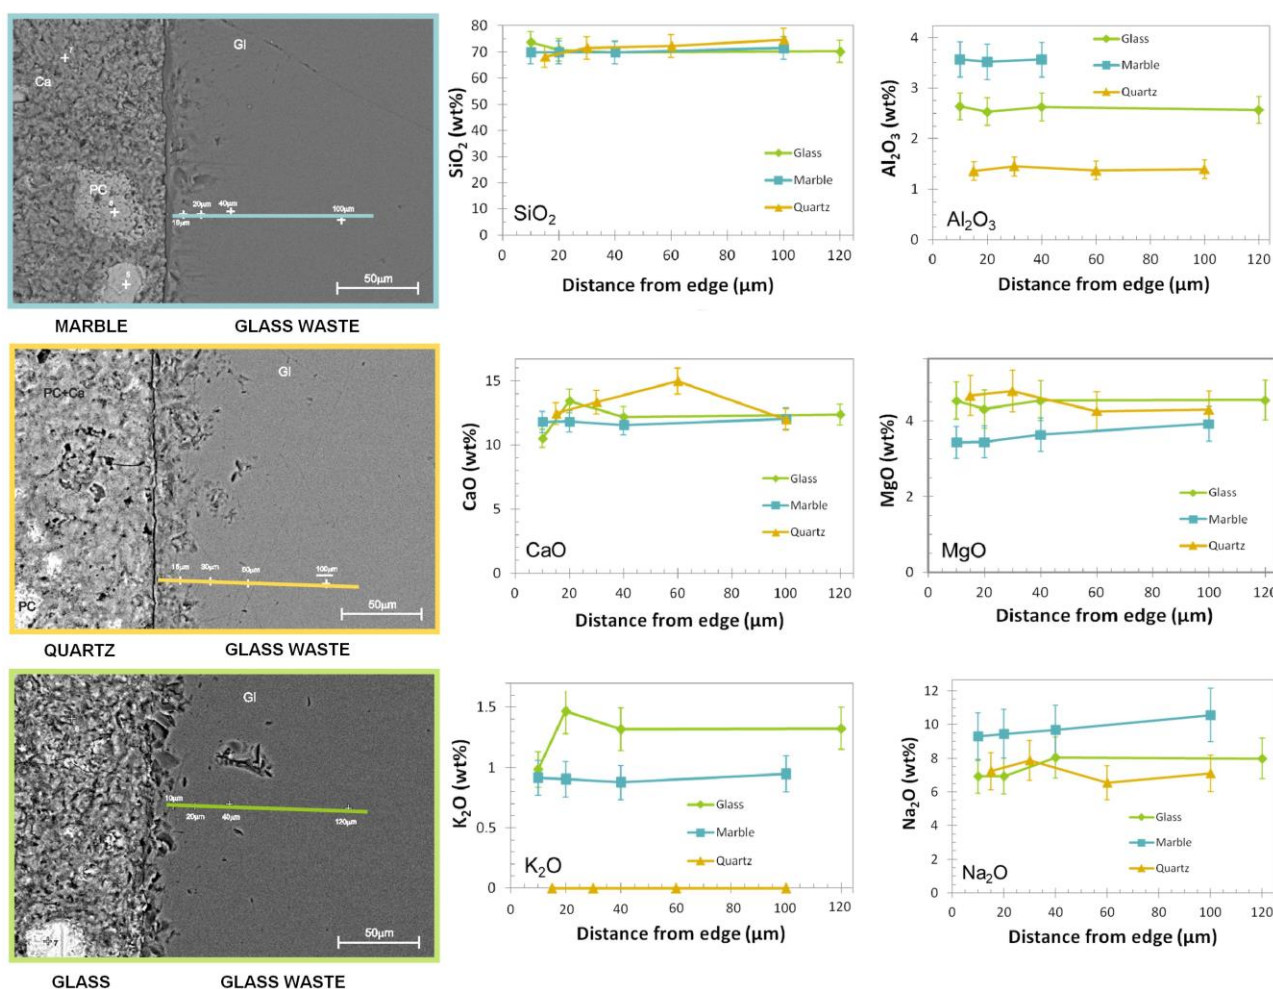 Gl
7
Ca
PC
6
5
20µm
40µm
100µm
50µm
MARBLE
GLASS WASTE
80
70
60
50
40
30
20
10
0
SiO2 (wt%)
SiO2
Glass
Marble
Quartz
0 20 40 60 80 100 120
Distance from edge (µm)
4
3
2
1
0
Al2O3 (wt%)
Al2O3
Glass
Marble
Quartz
0 20 40 60 80 100 120
Distance from edge (µm)
Gl
PC+Ca
PC
15µm
30µm
100µm
50µm
QUARTZ
GLASS WASTE
15
10
5
0
CaO (wt%)
CaO
Glass
Marble
Quartz
0 20 40 60 80 100 120
Distance from edge (µm)
4
2
0
MgO (wt%)
MgO
Glass
Marble
Quartz
0 20 40 60 80 100 120
Distance from edge (µm)
Gl
10µm
20µm
40µm
120µm
7
50µm
GLASS
GLASS WASTE
1.5
1
0.5
0
K2O (wt%)
K2O
Glass
Marble
Quartz
0 20 40 60 80 100 120
Distance from edge (µm)
12
10
8
6
4
2
0
Na2O (wt%)
Na2O
Glass
Marble
Quartz
0 20 40 60 80 100 120
Distance from edge (µm)